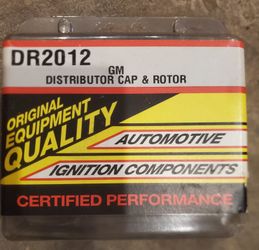 DR2012
GM
DISTRIBUTOR CAP & ROTOR
ORIGINAL
EQUIPMENT
QUALITY
AUTOMOTIVE
IGNITION COMPONENTS
CERTIFIED PERFORMANCE